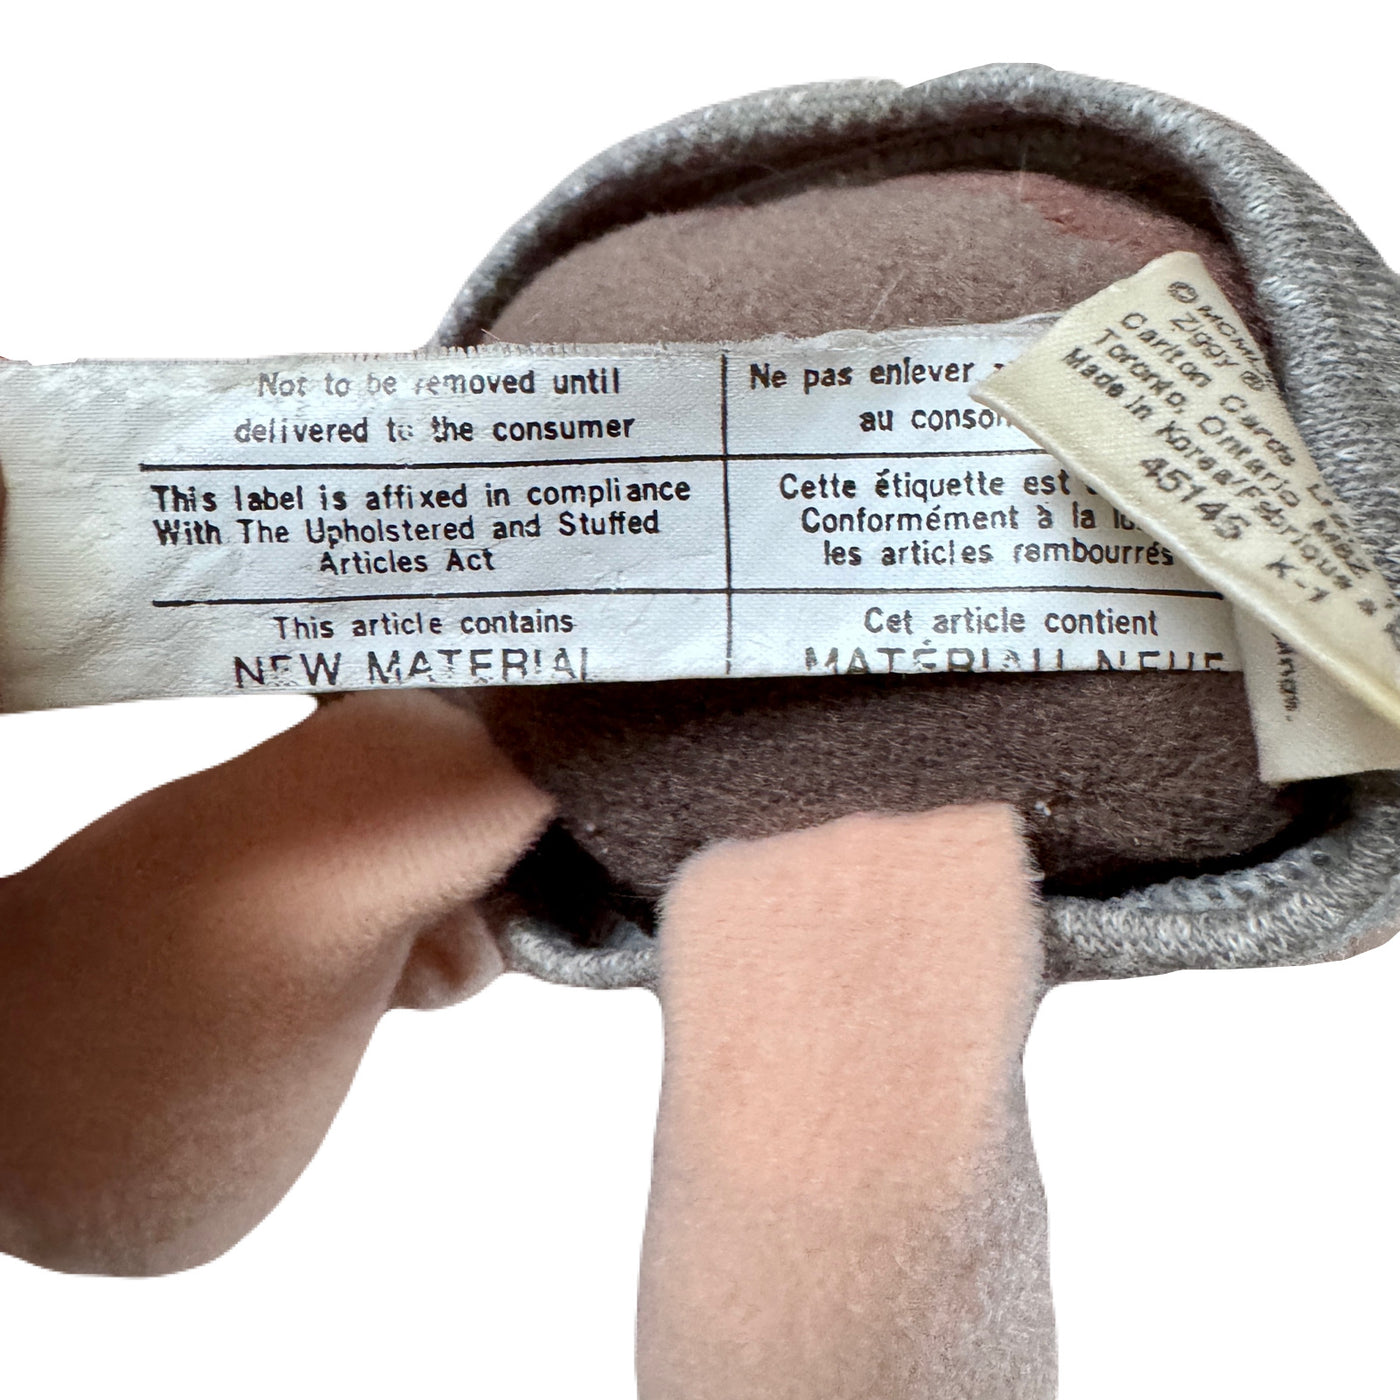 Not to be removed until
delivered to the consumer
This label is affixed in compliance
With The Upholstered and Stuffed
Articles Act
This article contains
NEW MATERIAL
Ne pas enlever
au
Cette étiquette est
Conformément à la
les articles rembourrés
Cet article contient
MATÉRIAU NEUF
Ziggy ®
Carlton Cards
Toronto, Ontario
Made in Korea/Fabriqué
45145 K-1